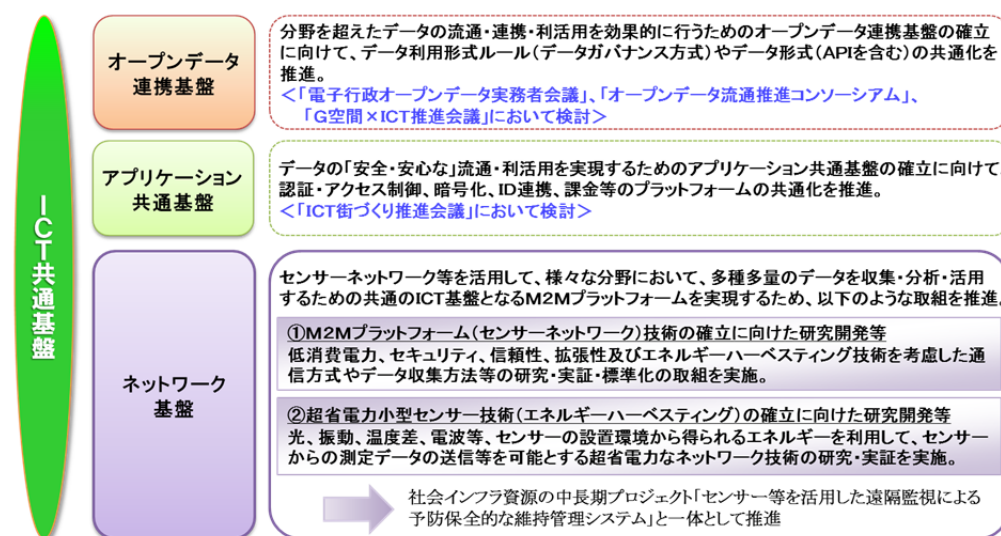 ICT共通基盤
オープンデータ
連携基盤
分野を超えたデータの流通・連携・利活用を効果的に行うためのオープンデータ連携基盤の確立
に向けて、データ利用形式ルール(データガバナンス方式)やデータ形式(APIを含む)の共通化を
推進。
<「電子行政オープンデータ実務者会議」、「オープンデータ流通推進コンソーシアム」、
「G空間×ICT推進会議」において検討>
アプリケーション
共通基盤
データの「安全・安心な」流通・利活用を実現するためのアプリケーション共通基盤の確立に向けて、
認証・アクセス制御、暗号化、ID連携、課金等のプラットフォームの共通化を推進。
<「ICT街づくり推進会議」において検討>
ネットワーク
基盤
センサーネットワーク等を活用して、様々な分野において、多種多量のデータを収集・分析・活用
するための共通のICT基盤となるM2Mプラットフォームを実現するため、以下のような取組を推進。
①M2Mプラットフォーム(センサーネットワーク)技術の確立に向けた研究開発等
低消費電力、セキュリティ、信頼性、拡張性及びエネルギーハーベスティング技術を考慮した通
信方式やデータ収集方法等の研究・実証・標準化の取組を実施。
②超省電力小型センサー技術(エネルギーハーベスティング)の確立に向けた研究開発等
光、振動、温度差、電波等、センサーの設置環境から得られるエネルギーを利用して、センサー
からの測定データの送信等を可能とする超省電力なネットワーク技術の研究・実証を実施。
社会インフラ資源の中長期プロジェクト「センサー等を活用した遠隔監視による
予防保全的な維持管理システム」と一体として推進